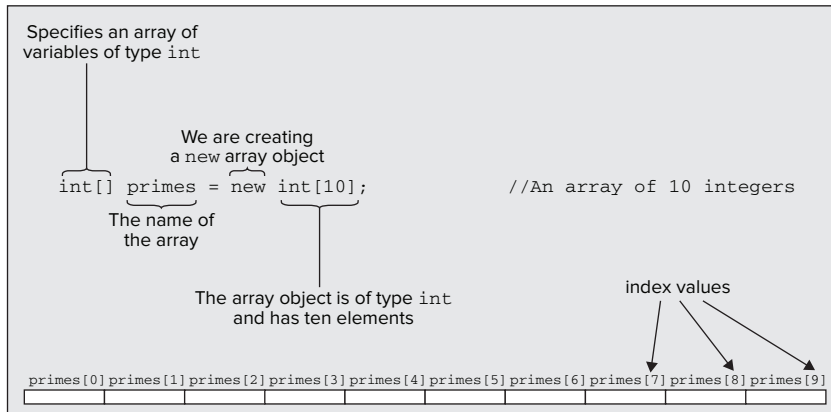 Specifies an array of
variables of type int
We are creating
a new array object
int[] primes = new int[10]; //An array of 10 integers
The name of
the array
The array object is of type int
and has ten elements
index values
primes[0] primes[1] primes[2] primes[3] primes[4] primes[5] primes[6] primes[7] primes[8] primes[9]